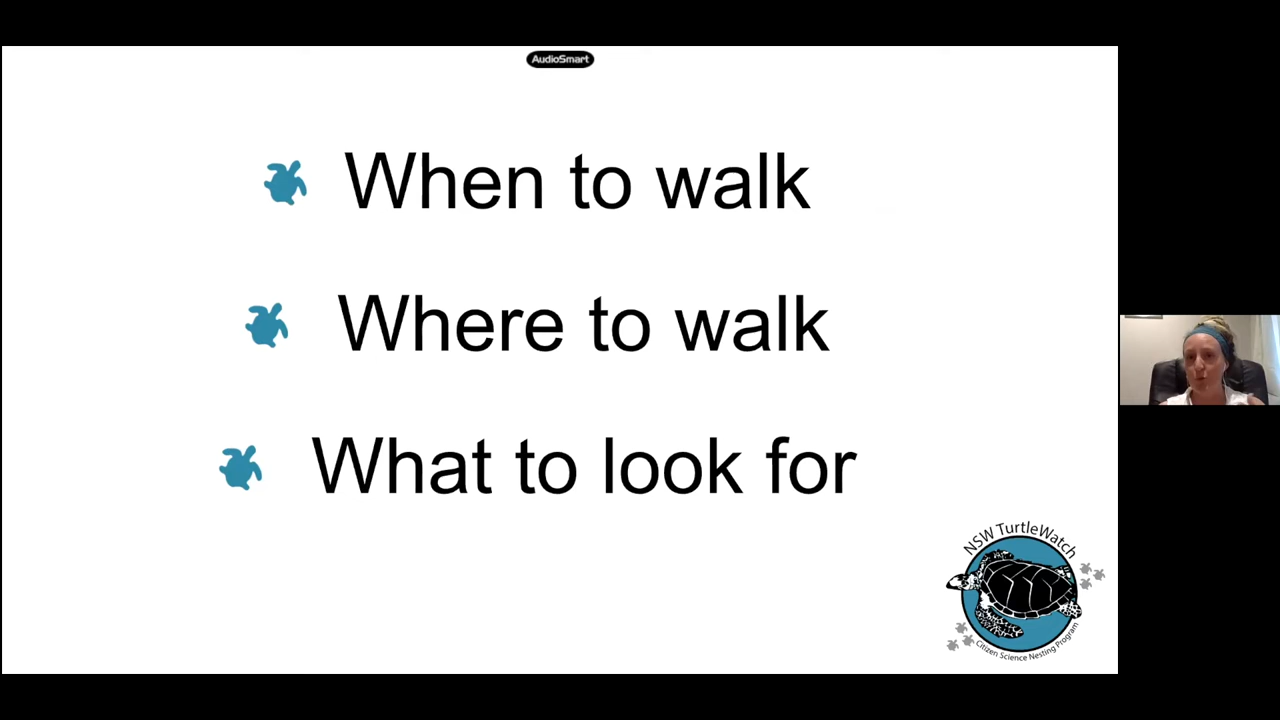 AudioSmart
When to walk
Where to walk
What to look for
NSW TurtleWatch
Citizen Science Nesting Program